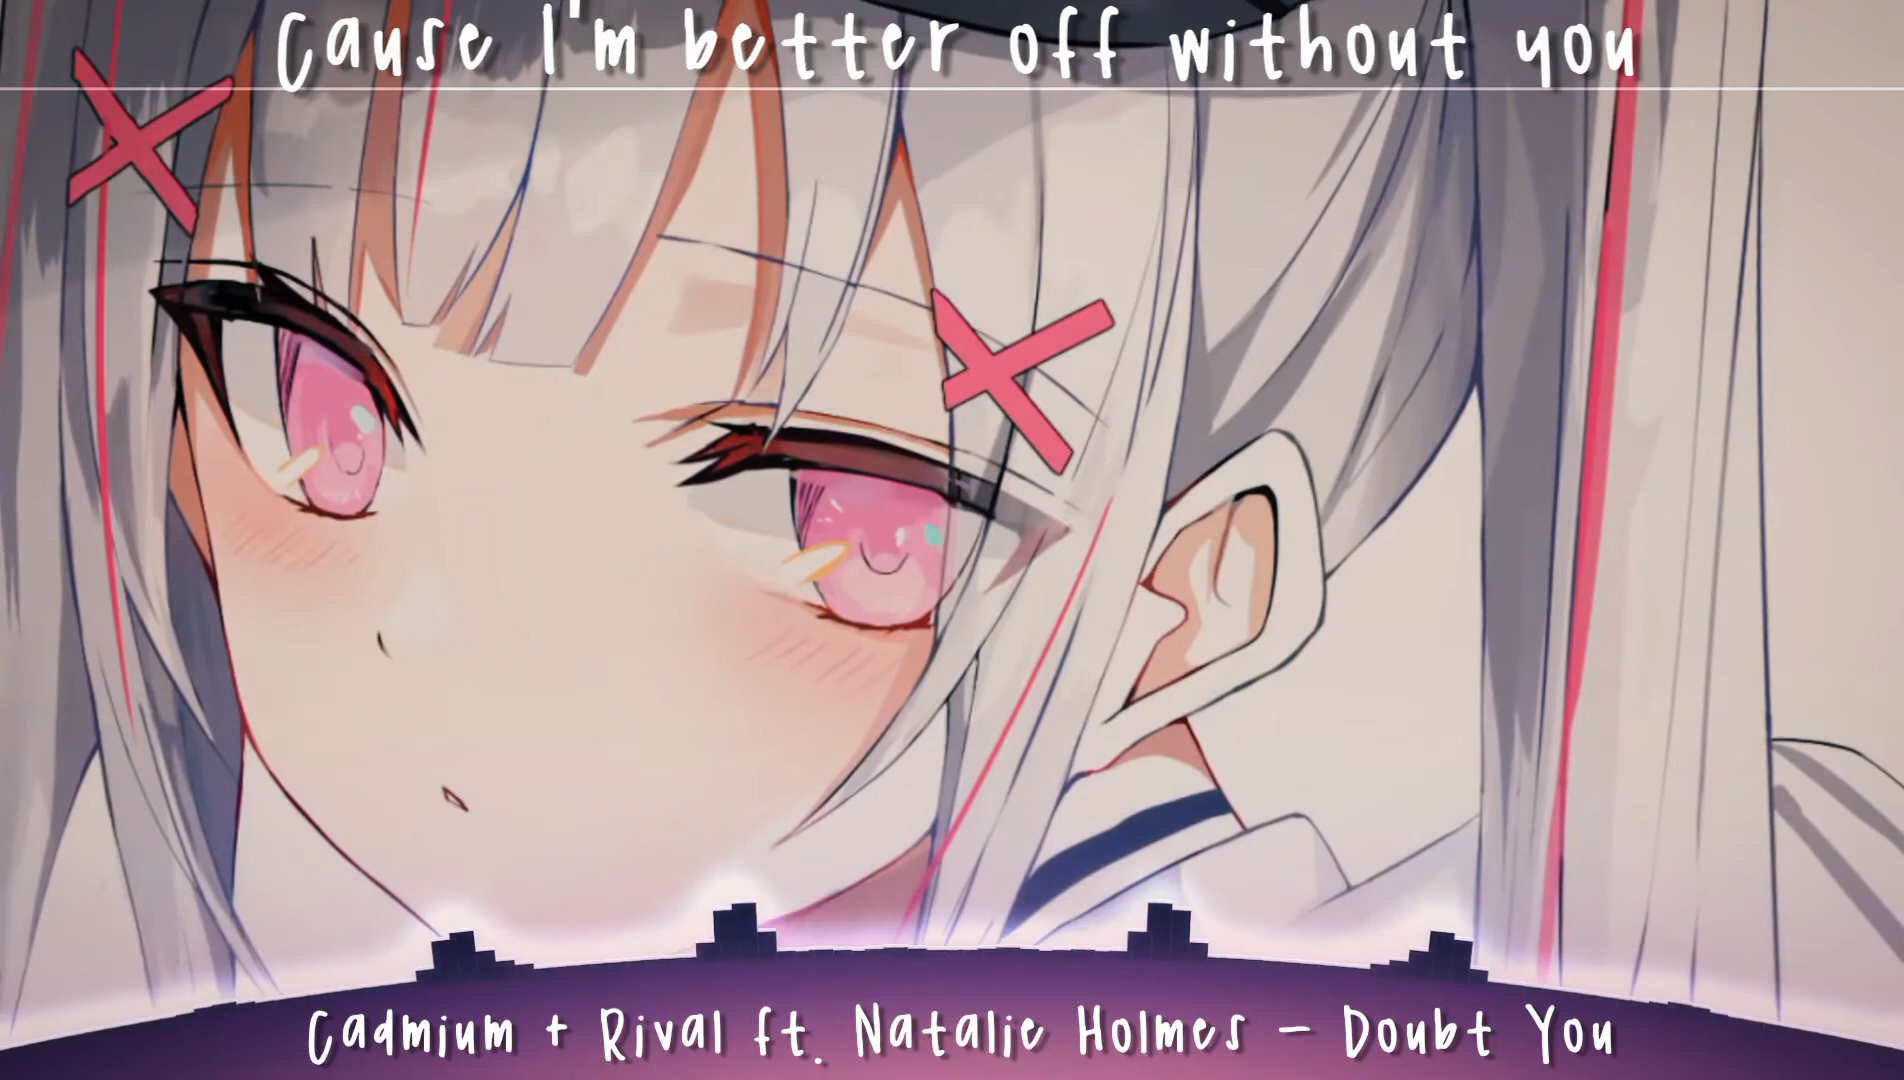 Cause I'm better off without you
Cadmium + Rival ft. Natalie Holmes - Doubt You